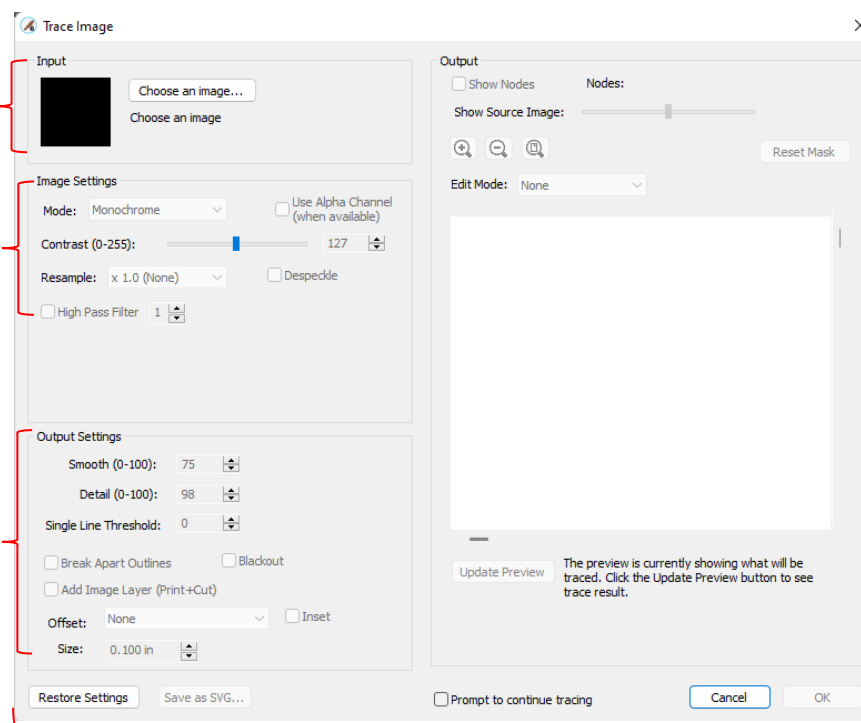 Trace Image
Input
Choose an image...
Choose an image
Image Settings
Mode: Monochrome
Use Alpha Channel
(when available)
Contrast (0-255): 127
Resample: x 1.0 (None)
Despeckle
High Pass Filter 1
Output Settings
Smooth (0-100): 75
Detail (0-100): 98
Single Line Threshold: 0
Break Apart Outlines
Blackout
Add Image Layer (Print+Cut)
Offset: None
Inset
Size: 0.100 in
Restore Settings
Save as SVG...
Output
Show Nodes
Nodes:
Show Source Image:
Reset Mask
Edit Mode: None
Update Preview
The preview is currently showing what will be
traced. Click the Update Preview button to see
trace result.
Prompt to continue tracing
Cancel
OK